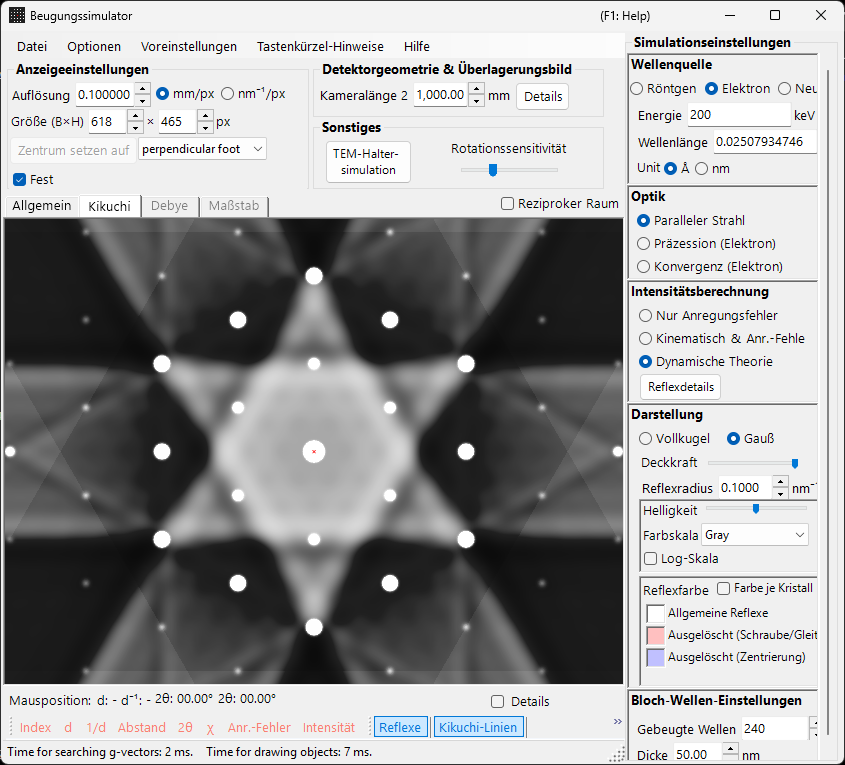 Beugungssimulator
(F1: Help)
Datei Optionen Voreinstellungen Tastenkürzel-Hinweise Hilfe
Anzeigeeinstellungen
Auflösung 0.100000 mm/px nm⁻¹/px
Größe (B×H) 618 × 465 px
Zentrum setzen auf perpendicular foot
Fest
Detektorgeometrie & Überlagerungsbild
Kameralänge 2 1,000.00 mm Details
Sonstiges
TEM-Halter-
simulation
Rotationssensitivität
Allgemein Kikuchi Debye Maßstab
Reziproker Raum
Mausposition: d: - d⁻¹: - 2θ: 00.00° 2θ: 00.00°
Details
Index d 1/d Abstand 2θ χ Anr.-Fehler Intensität Reflexe Kikuchi-Linien »
Time for searching g-vectors: 2 ms. Time for drawing objects: 7 ms.
Simulationseinstellungen
Wellenquelle
Röntgen Elektron Neu
Energie 200 keV
Wellenlänge 0.02507934746
Unit Å nm
Optik
Paralleler Strahl
Präzession (Elektron)
Konvergenz (Elektron)
Intensitätsberechnung
Nur Anregungsfehler
Kinematisch & Anr.-Fehle
Dynamische Theorie
Reflexdetails
Darstellung
Vollkugel Gauß
Deckkraft
Reflexradius 0.1000 nm⁻
Helligkeit
Farbskala Gray
Log-Skala
Reflexfarbe Farbe je Kristall
Allgemeine Reflexe
Ausgelöscht (Schraube/Gleit
Ausgelöscht (Zentrierung)
Bloch-Wellen-Einstellungen
Gebeugte Wellen 240
Dicke 50.00 nm